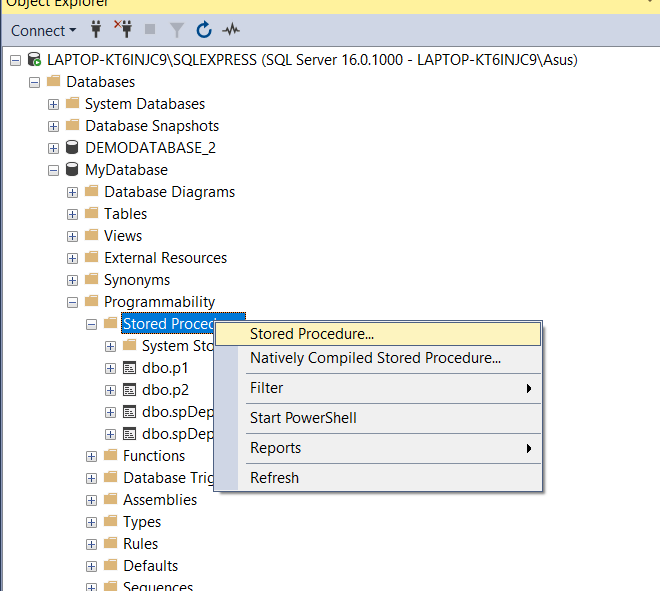 Object Explorer
Connect
LAPTOP-KT6INJC9\SQLEXPRESS (SQL Server 16.0.1000 - LAPTOP-KT6INJC9\Asus)
Databases
System Databases
Database Snapshots
DEMODATABASE_2
MyDatabase
Database Diagrams
Tables
Views
External Resources
Synonyms
Programmability
Stored Proced
Stored Procedure...
System Sto
Natively Compiled Stored Procedure...
dbo.p1
dbo.p2
Filter
dbo.spDep
Start PowerShell
dbo.spDep
Reports
Functions
Database Trig
Refresh
Assemblies
Types
Rules
Defaults
Sequences